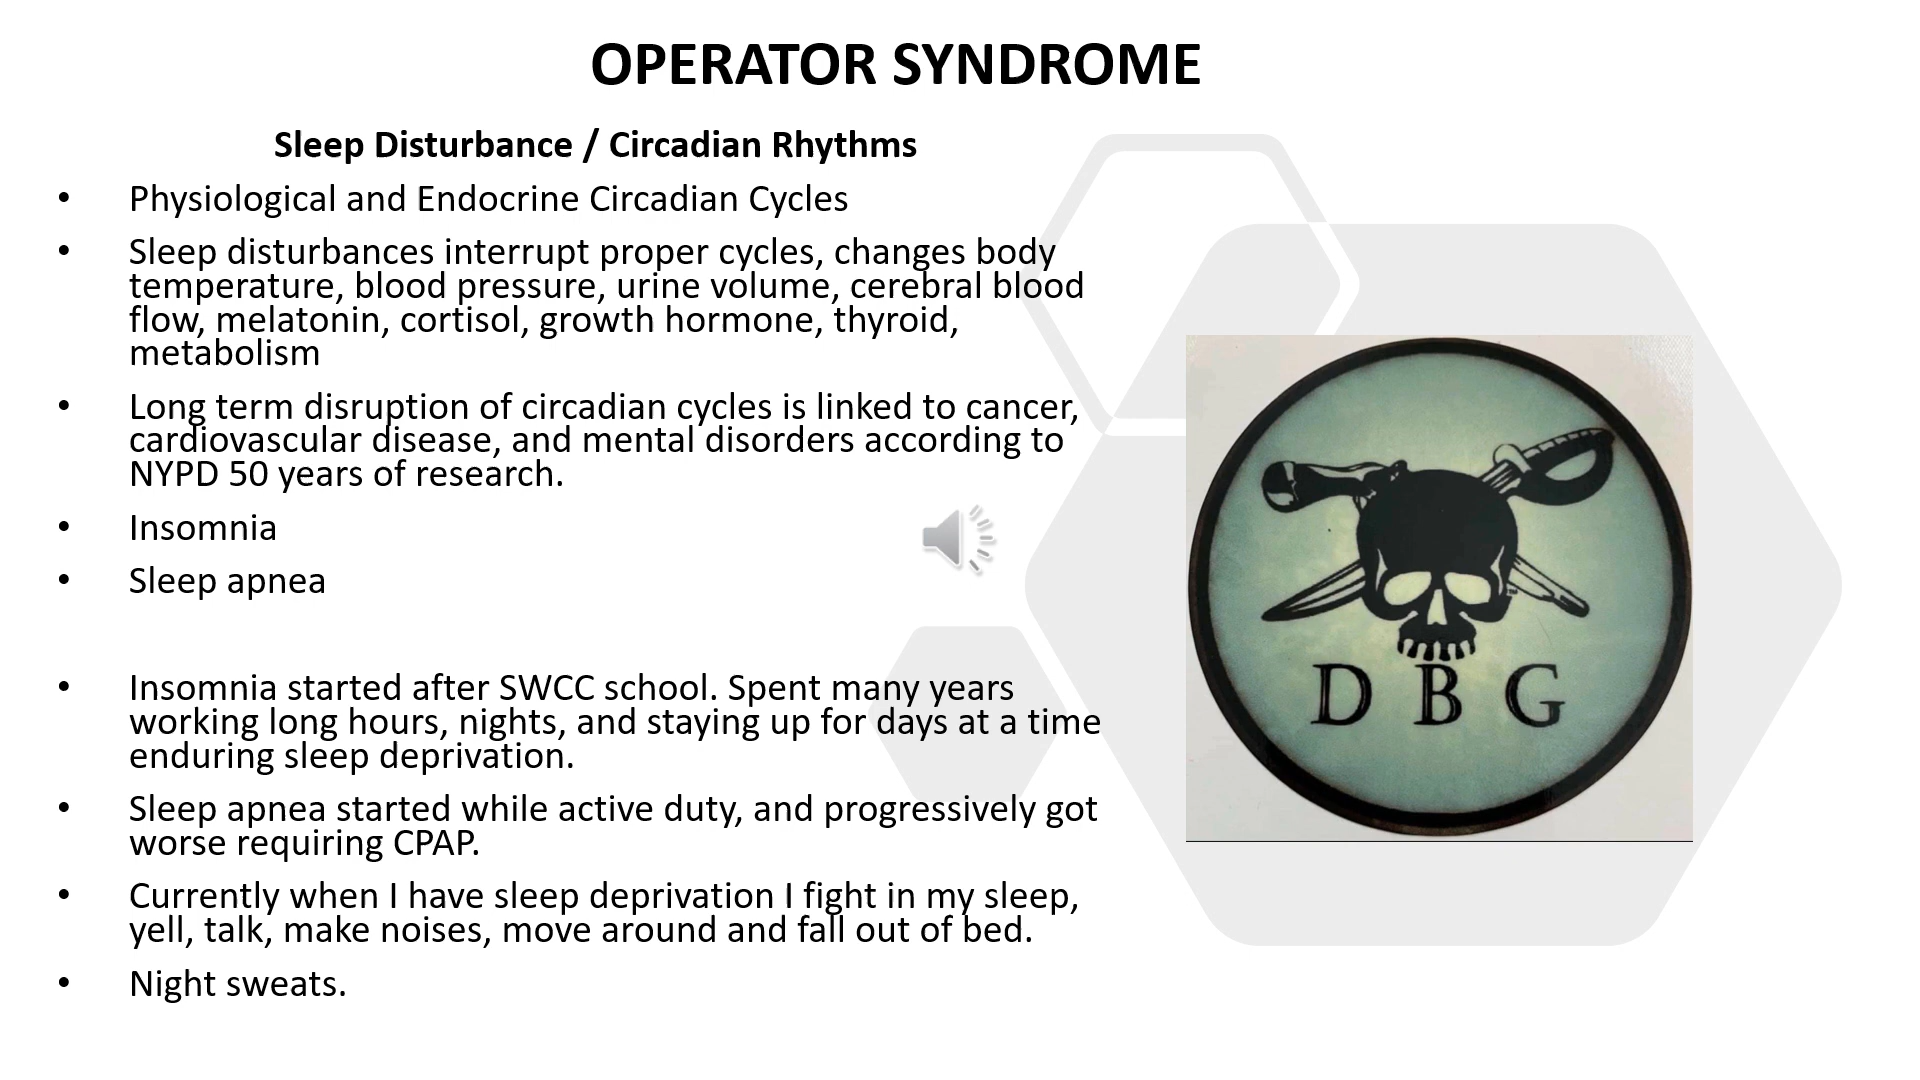 OPERATOR SYNDROME
Sleep Disturbance / Circadian Rhythms
• Physiological and Endocrine Circadian Cycles
• Sleep disturbances interrupt proper cycles, changes body
temperature, blood pressure, urine volume, cerebral blood
flow, melatonin, cortisol, growth hormone, thyroid,
metabolism
• Long term disruption of circadian cycles is linked to cancer,
cardiovascular disease, and mental disorders according to
NYPD 50 years of research.
• Insomnia
• Sleep apnea
• Insomnia started after SWCC school. Spent many years
working long hours, nights, and staying up for days at a time
enduring sleep deprivation.
• Sleep apnea started while active duty, and progressively got
worse requiring CPAP.
• Currently when I have sleep deprivation I fight in my sleep,
yell, talk, make noises, move around and fall out of bed.
• Night sweats.
D B G